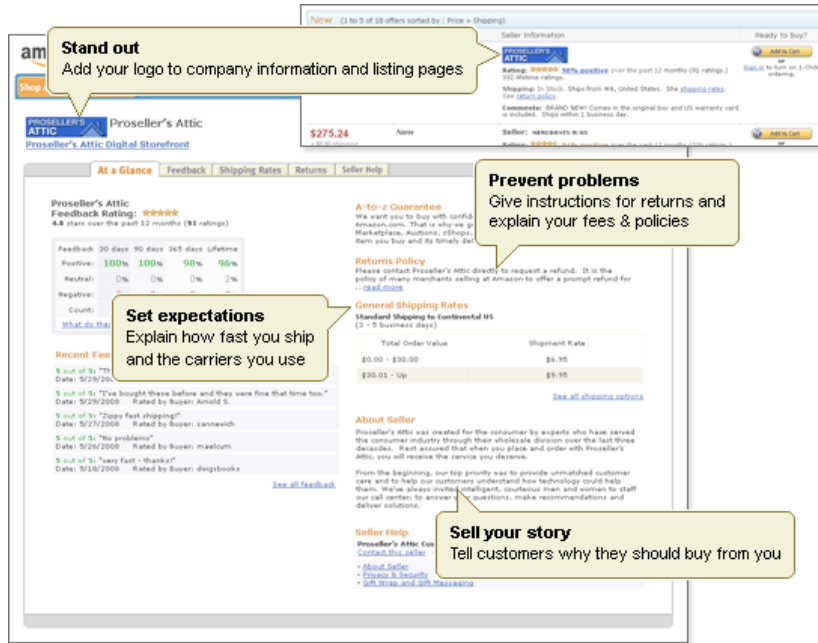 New (1 to 5 of 18 offers sorted by : Price + Shipping)
Seller Information
Ready to buy?
PROSELLER'S
ATTIC
Add to Cart
or
Sign in to turn on 1-Click
ordering.
Rating: 98% positive over the past 12 months (91 ratings.)
332 lifetime ratings.
Shipping: In Stock. Ships from WA, United States. See shipping rates.
See return policy.
Comments: BRAND NEW! Comes in the original box and US warranty card
is included. Ships within 1 business day.
$275.24
New
Seller:
Add to Cart
Stand out
Add your logo to company information and listing pages
am
Shop
PROSELLER'S
ATTIC
Proseller's Attic
Proseller's Attic Digital Storefront
At a Glance
Feedback
Shipping Rates
Returns
Seller Help
Proseller's Attic
Feedback Rating:
4.8 stars over the past 12 months (91 ratings)
Feedback 30 days 90 days 365 days Lifetime
Positive: 100% 100% 98% 96%
Neutral: 0% 0% 0% 2%
Negative:
Count:
What do the
Set expectations
Explain how fast you ship
and the carriers you use
Recent Fee
5 out of 5: "Th
Date: 5/29/20
5 out of 5: "I've bought these before and they were fine that time too."
Date: 5/29/2008 Rated by Buyer: Arnold S.
5 out of 5: "Zippy fast shipping!"
Date: 5/27/2008 Rated by Buyer: sannevich
5 out of 5: "No problems"
Date: 5/26/2008 Rated by Buyer: maelcum
5 out of 5: "very fast - thanks!"
Date: 5/18/2008 Rated by Buyer: dwigsbooks
See all feedback
Prevent problems
Give instructions for returns and
explain your fees & policies
A-to-z Guarantee
We want you to buy with confid
Amazon.com. That is why we g
Marketplace, Auctions, zShops,
item you buy and its timely del
Returns Policy
Please contact Proseller's Attic directly to request a refund. It is the
policy of many merchants selling at Amazon to offer a prompt refund for
...read more
General Shipping Rates
Standard Shipping to Continental US
(3 - 5 business days)
Total Order Value Shipment Rate
$0.00 - $30.00 $6.95
$30.01 - Up $9.95
See all shipping options
About Seller
Proseller's Attic was created for the consumer by experts who have served
the consumer industry through their wholesale division over the last three
decades. Rest assured that when you place and order with Proseller's
Attic, you will receive the service you deserve.
From the beginning, our top priority was to provide unmatched customer
care and to help our customers understand how technology could help
them. We've always invited intelligent, courteous men and women to staff
our call center; to answer your questions, make recommendations and
deliver solutions.
Seller Help
Proseller's Attic Cus
Contact this seller
About Seller
Privacy & Security
Gift Wrap and Gift Messaging
Sell your story
Tell customers why they should buy from you